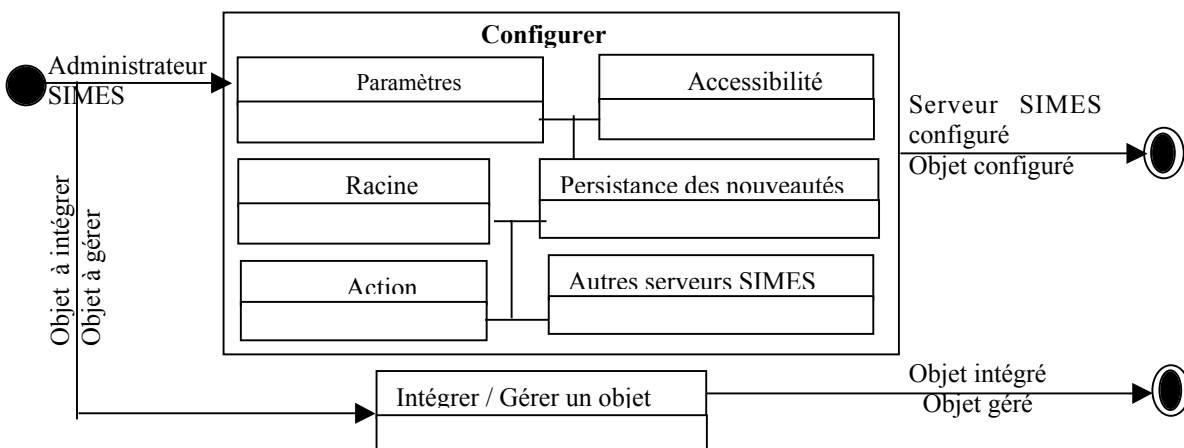 Configurer
Administrateur
SIMES
Paramètres
Accessibilité
Serveur SIMES
configuré
Objet configuré
Racine
Persistance des nouveautés
Objet à intégrer
Objet à gérer
Action
Autres serveurs SIMES
Intégrer / Gérer un objet
Objet intégré
Objet géré